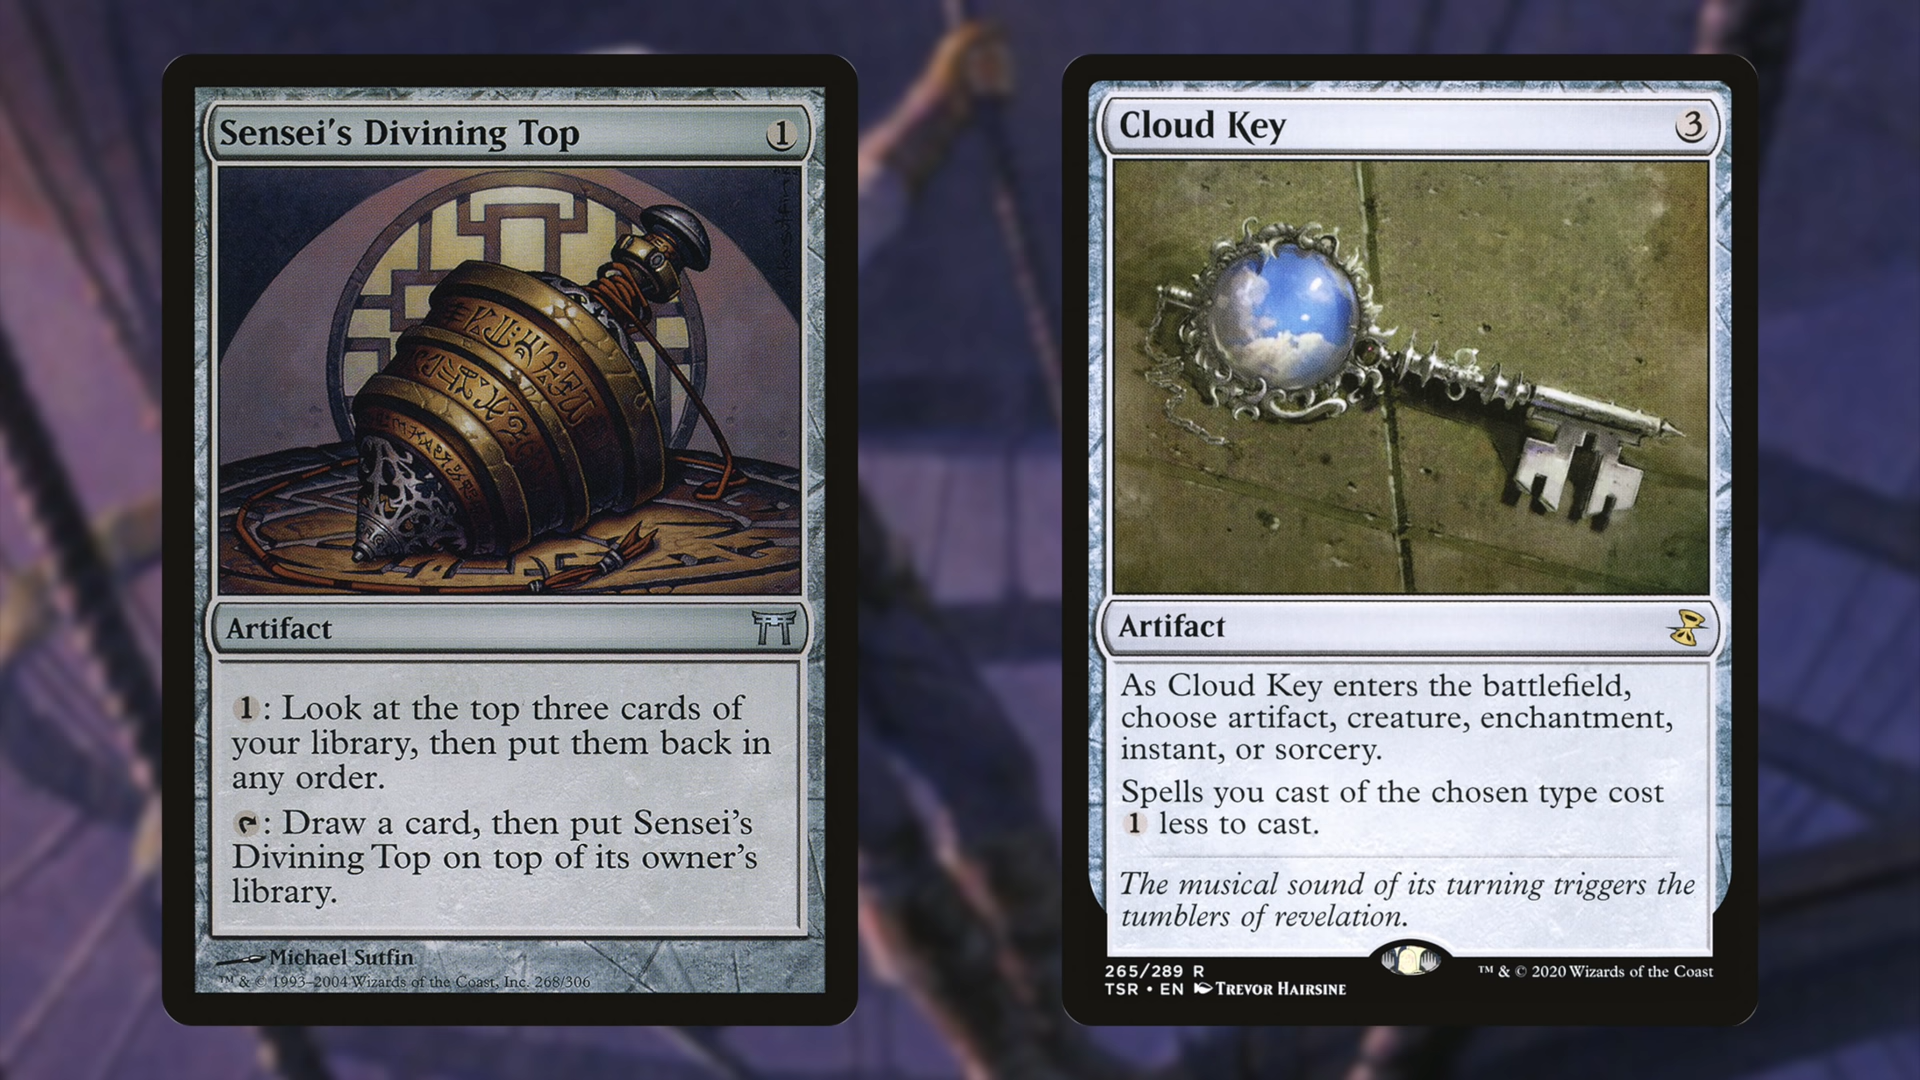 Sensei's Divining Top 1
Artifact
1: Look at the top three cards of
your library, then put them back in
any order.
: Draw a card, then put Sensei's
Divining Top on top of its owner's
library.
Michael Sutfin
™ & © 1993–2004 Wizards of the Coast, Inc. 268/306
Cloud Key 3
Artifact
As Cloud Key enters the battlefield,
choose artifact, creature, enchantment,
instant, or sorcery.
Spells you cast of the chosen type cost
1 less to cast.
The musical sound of its turning triggers the
tumblers of revelation.
265/289 R
TSR • EN TREVOR HAIRSINE
™ & © 2020 Wizards of the Coast